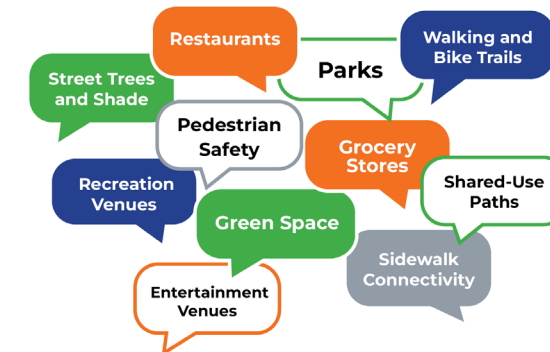 Restaurants
Walking and
Bike Trails
Parks
Street Trees
and Shade
Pedestrian
Safety
Grocery
Stores
Recreation
Venues
Shared-Use
Paths
Green Space
Sidewalk
Connectivity
Entertainment
Venues